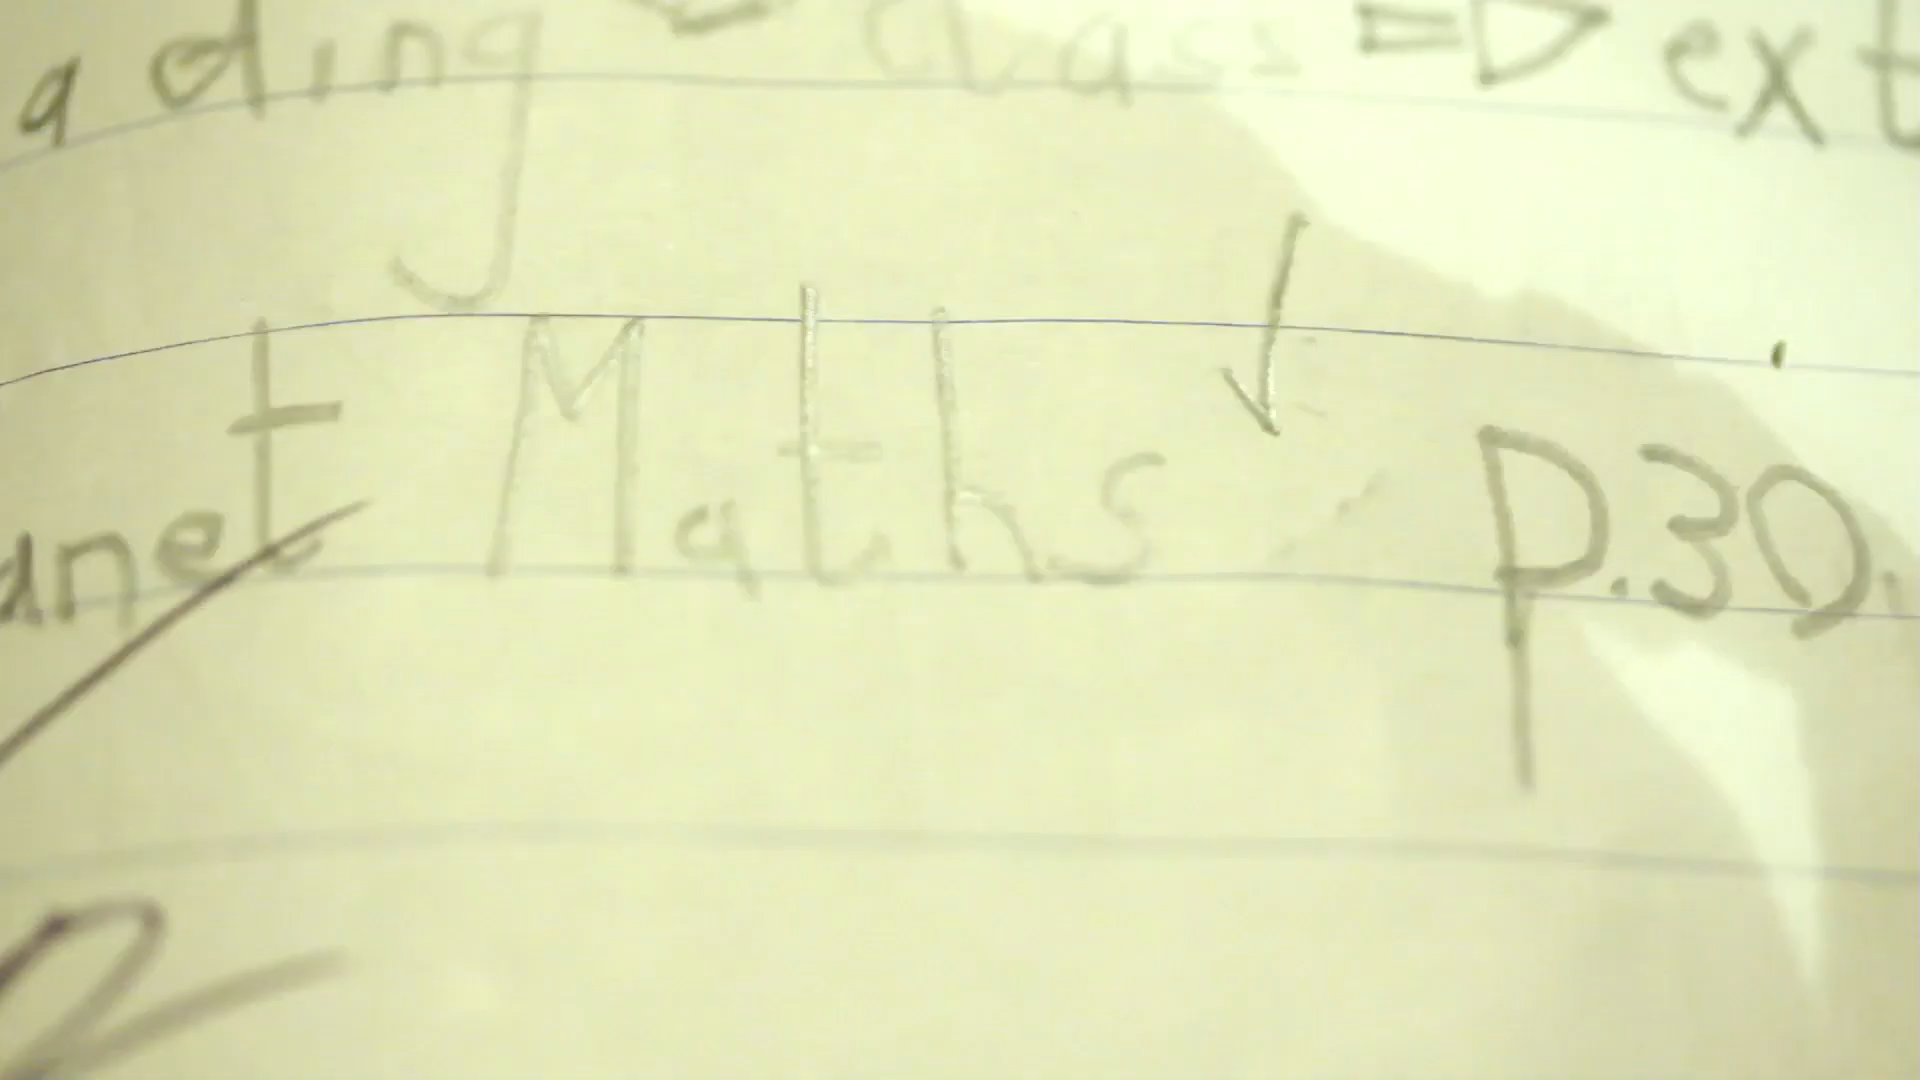 ading Class ⇒ ext
anet Maths ↓ p.30.